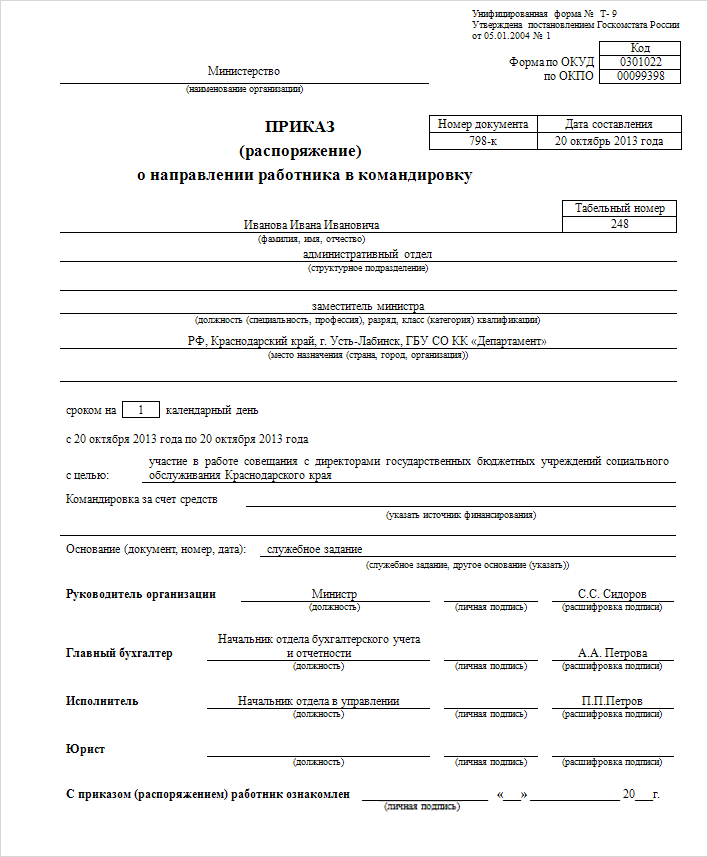 Унифицированная форма № Т- 9
Утверждена постановлением Госкомстата России
от 05.01.2004 № 1
Код
Форма по ОКУД 0301022
по ОКПО 00099398
Министерство
(наименование организации)
Номер документа Дата составления
798-к 20 октябрь 2013 года
ПРИКАЗ
(распоряжение)
о направлении работника в командировку
Табельный номер
248
Иванова Ивана Ивановича
(фамилия, имя, отчество)
административный отдел
(структурное подразделение)
заместитель министра
(должность (специальность, профессия), разряд, класс (категория) квалификации)
РФ, Краснодарский край, г. Усть-Лабинск, ГБУ СО КК «Департамент»
(место назначения (страна, город, организация))
сроком на 1 календарный день
с 20 октября 2013 года по 20 октября 2013 года
участие в работе совещания с директорами государственных бюджетных учреждений социального
с целью: обслуживания Краснодарского края
Командировка за счет средств
(указать источник финансирования)
Основание (документ, номер, дата): служебное задание
(служебное задание, другое основание (указать))
Руководитель организации Министр С.С. Сидоров
(должность) (личная подпись) (расшифровка подписи)
Начальник отдела бухгалтерского учета
Главный бухгалтер и отчетности А.А. Петрова
(должность) (личная подпись) (расшифровка подписи)
Исполнитель Начальник отдела в управлении П.П.Петров
(должность) (личная подпись) (расшифровка подписи)
Юрист
(должность) (личная подпись) (расшифровка подписи)
С приказом (распоряжением) работник ознакомлен «___» 20___г.
(личная подпись)